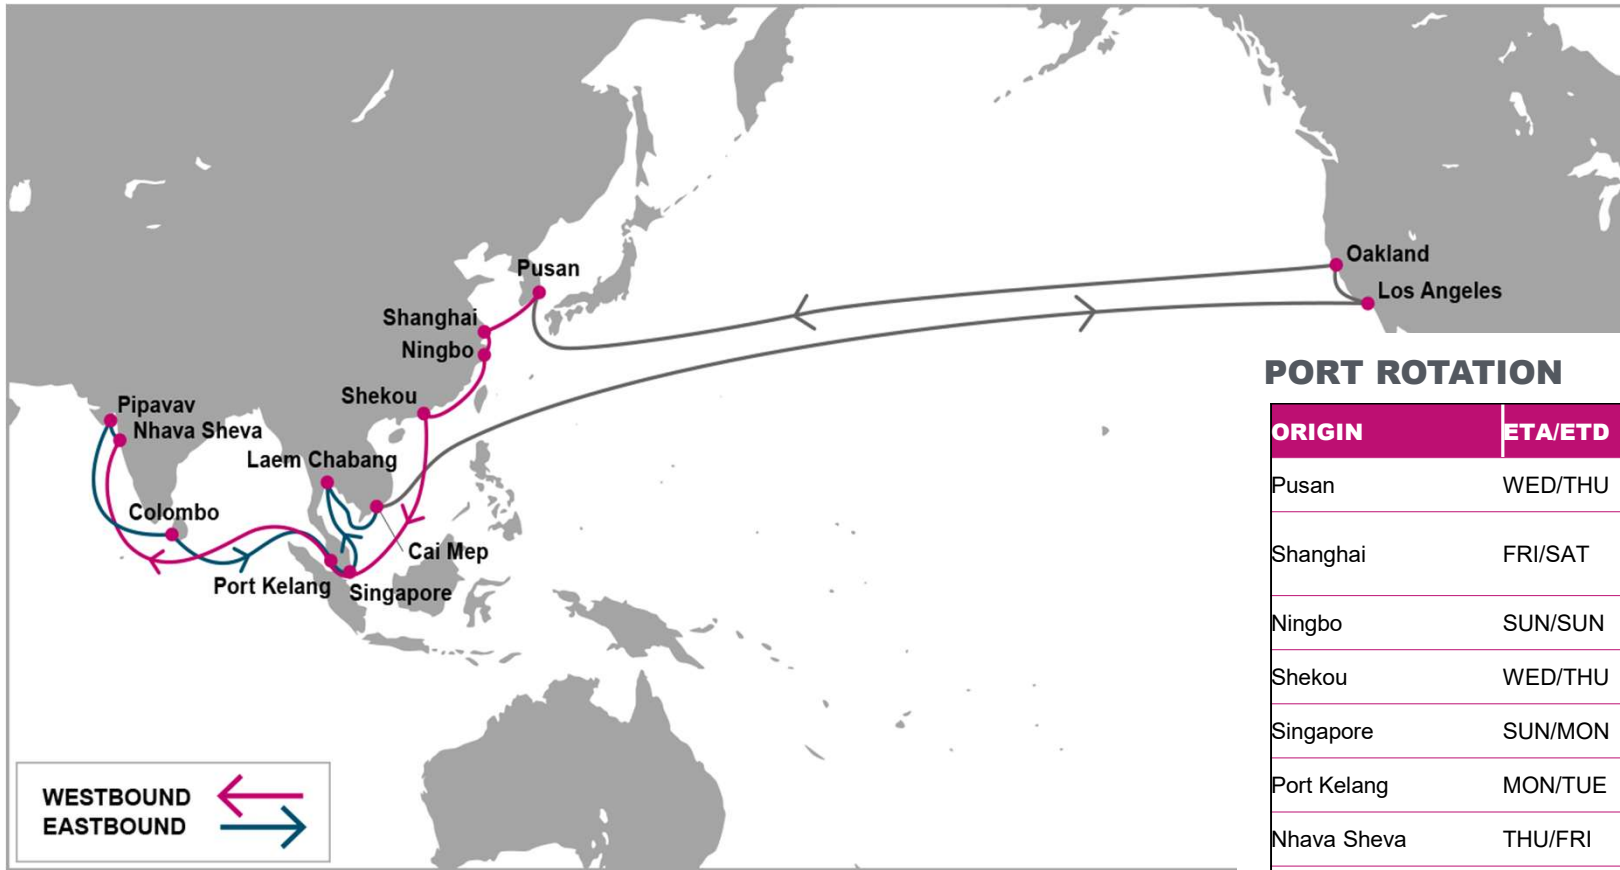 Oakland
Pusan
Los Angeles
Shanghai
Ningbo
Shekou
Pipavav
Nhava Sheva
Laem Chabang
Colombo
Cai Mep
Port Kelang
Singapore
WESTBOUND
EASTBOUND
PORT ROTATION
ORIGIN ETA/ETD
Pusan WED/THU
Shanghai FRI/SAT
Ningbo SUN/SUN
Shekou WED/THU
Singapore SUN/MON
Port Kelang MON/TUE
Nhava Sheva THU/FRI